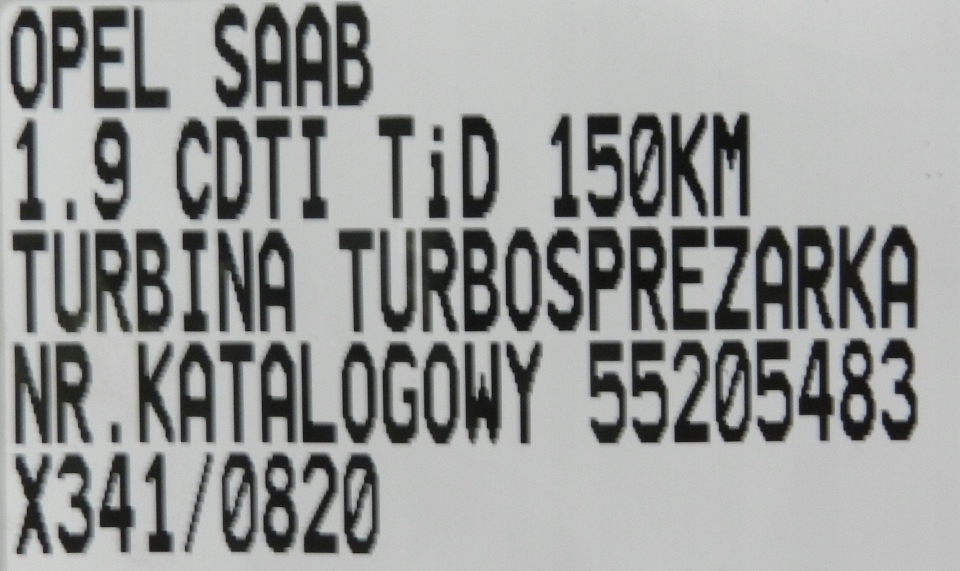 OPEL SAAB
1.9 CDTI TiD 150KM
TURBINA TURBOSPREZARKA
NR.KATALOGOWY 55205483
X341/0820